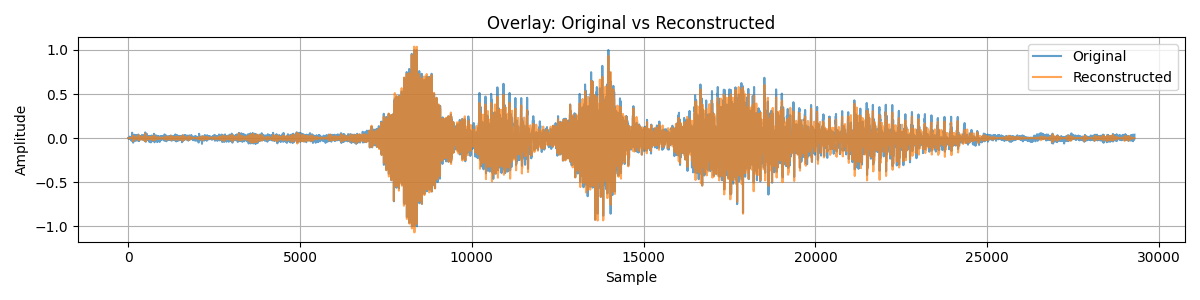 Overlay: Original vs Reconstructed
Original
Reconstructed
Amplitude
1.0
0.5
0.0
−0.5
−1.0
0 5000 10000 15000 20000 25000 30000
Sample